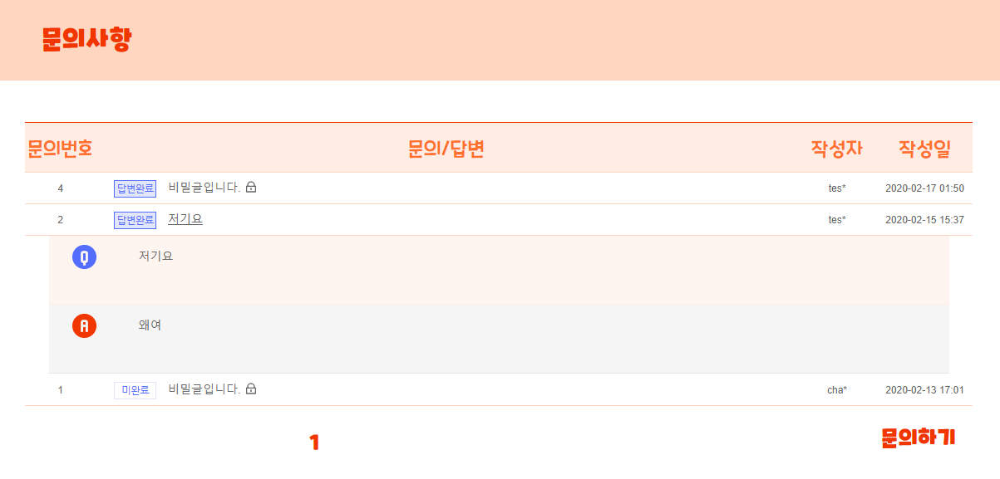 문의사항
문의번호 문의/답변 작성자 작성일
4 답변완료 비밀글입니다. tes* 2020-02-17 01:50
2 답변완료 저기요 tes* 2020-02-15 15:37
Q 저기요
A 왜여
1 미완료 비밀글입니다. cha* 2020-02-13 17:01
1 문의하기